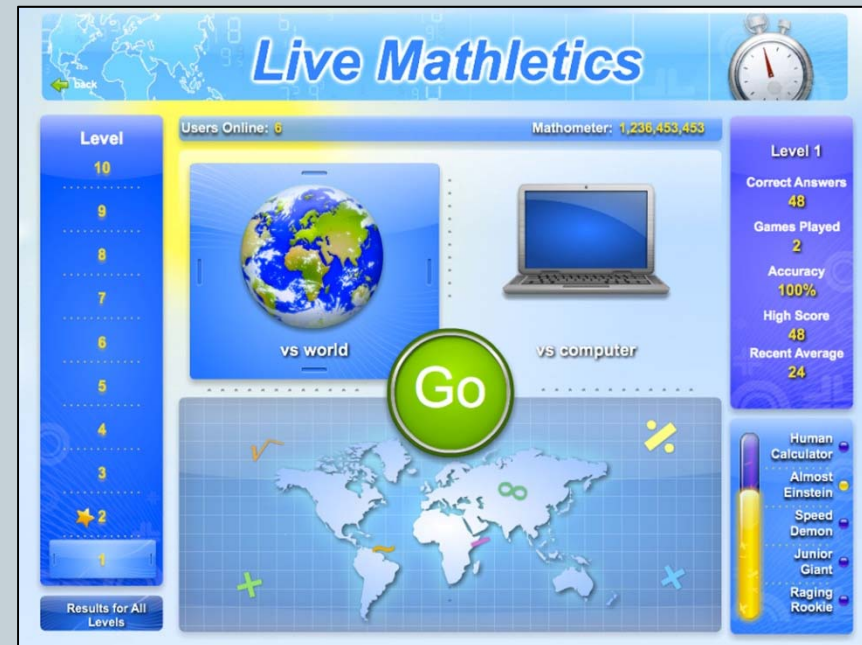 Live Mathletics
back
Level
10
9
8
7
6
5
4
3
2
1
Results for All
Levels
Users Online: 6
Mathometer: 1,236,453,453
vs world
vs computer
Go
Level 1
Correct Answers
48
Games Played
2
Accuracy
100%
High Score
48
Recent Average
24
Human
Calculator
Almost
Einstein
Speed
Demon
Junior
Giant
Raging
Rookie